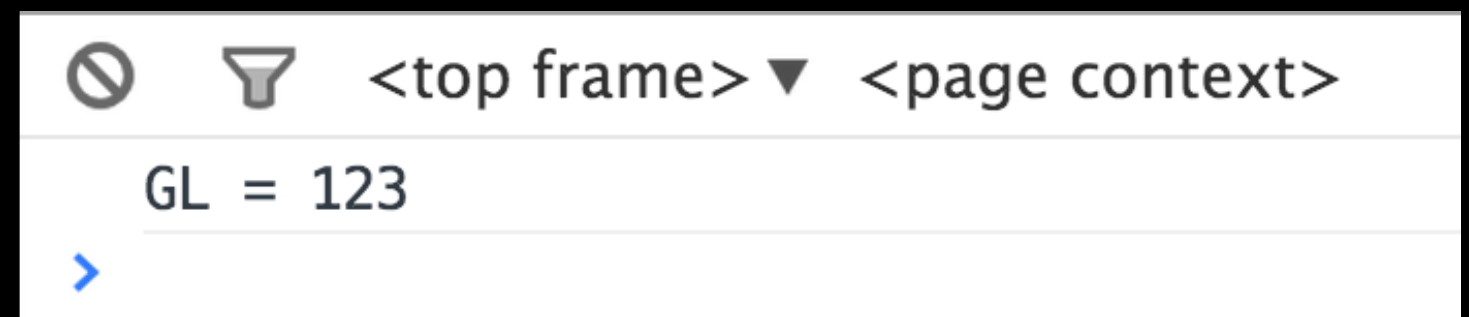 <top frame> <page context>
GL = 123